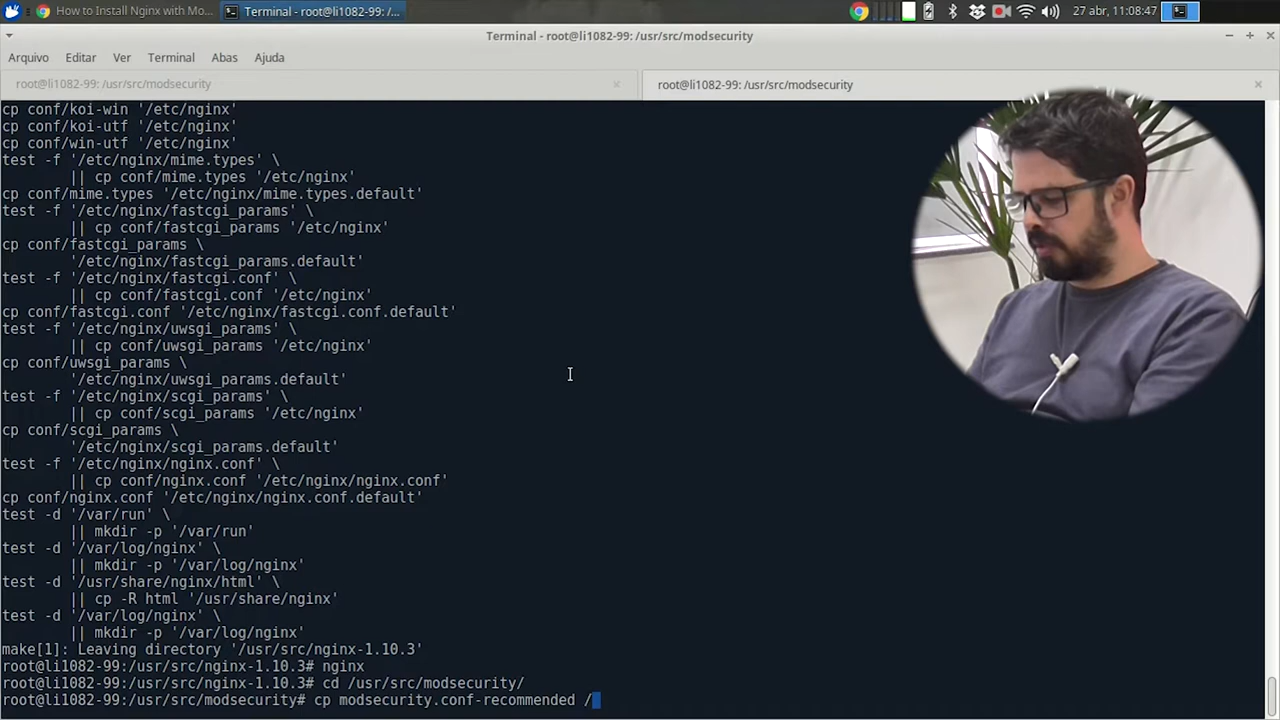 How to Install Nginx with Mo...
Terminal - root@li1082-99: /...
27 abr, 11:08:47
Terminal - root@li1082-99: /usr/src/modsecurity
Arquivo Editar Ver Terminal Abas Ajuda
root@li1082-99: /usr/src/modsecurity
root@li1082-99: /usr/src/modsecurity
cp conf/koi-win '/etc/nginx'
cp conf/koi-utf '/etc/nginx'
cp conf/win-utf '/etc/nginx'
test -f '/etc/nginx/mime.types' \
|| cp conf/mime.types '/etc/nginx'
cp conf/mime.types '/etc/nginx/mime.types.default'
test -f '/etc/nginx/fastcgi_params' \
|| cp conf/fastcgi_params '/etc/nginx'
cp conf/fastcgi_params \
'/etc/nginx/fastcgi_params.default'
test -f '/etc/nginx/fastcgi.conf' \
|| cp conf/fastcgi.conf '/etc/nginx'
cp conf/fastcgi.conf '/etc/nginx/fastcgi.conf.default'
test -f '/etc/nginx/uwsgi_params' \
|| cp conf/uwsgi_params '/etc/nginx'
cp conf/uwsgi_params \
'/etc/nginx/uwsgi_params.default'
test -f '/etc/nginx/scgi_params' \
|| cp conf/scgi_params '/etc/nginx'
cp conf/scgi_params \
'/etc/nginx/scgi_params.default'
test -f '/etc/nginx/nginx.conf' \
|| cp conf/nginx.conf '/etc/nginx/nginx.conf'
cp conf/nginx.conf '/etc/nginx/nginx.conf.default'
test -d '/var/run' \
|| mkdir -p '/var/run'
test -d '/var/log/nginx' \
|| mkdir -p '/var/log/nginx'
test -d '/usr/share/nginx/html' \
|| cp -R html '/usr/share/nginx'
test -d '/var/log/nginx' \
|| mkdir -p '/var/log/nginx'
make[1]: Leaving directory '/usr/src/nginx-1.10.3'
root@li1082-99:/usr/src/nginx-1.10.3# nginx
root@li1082-99:/usr/src/nginx-1.10.3# cd /usr/src/modsecurity/
root@li1082-99:/usr/src/modsecurity# cp modsecurity.conf-recommended /